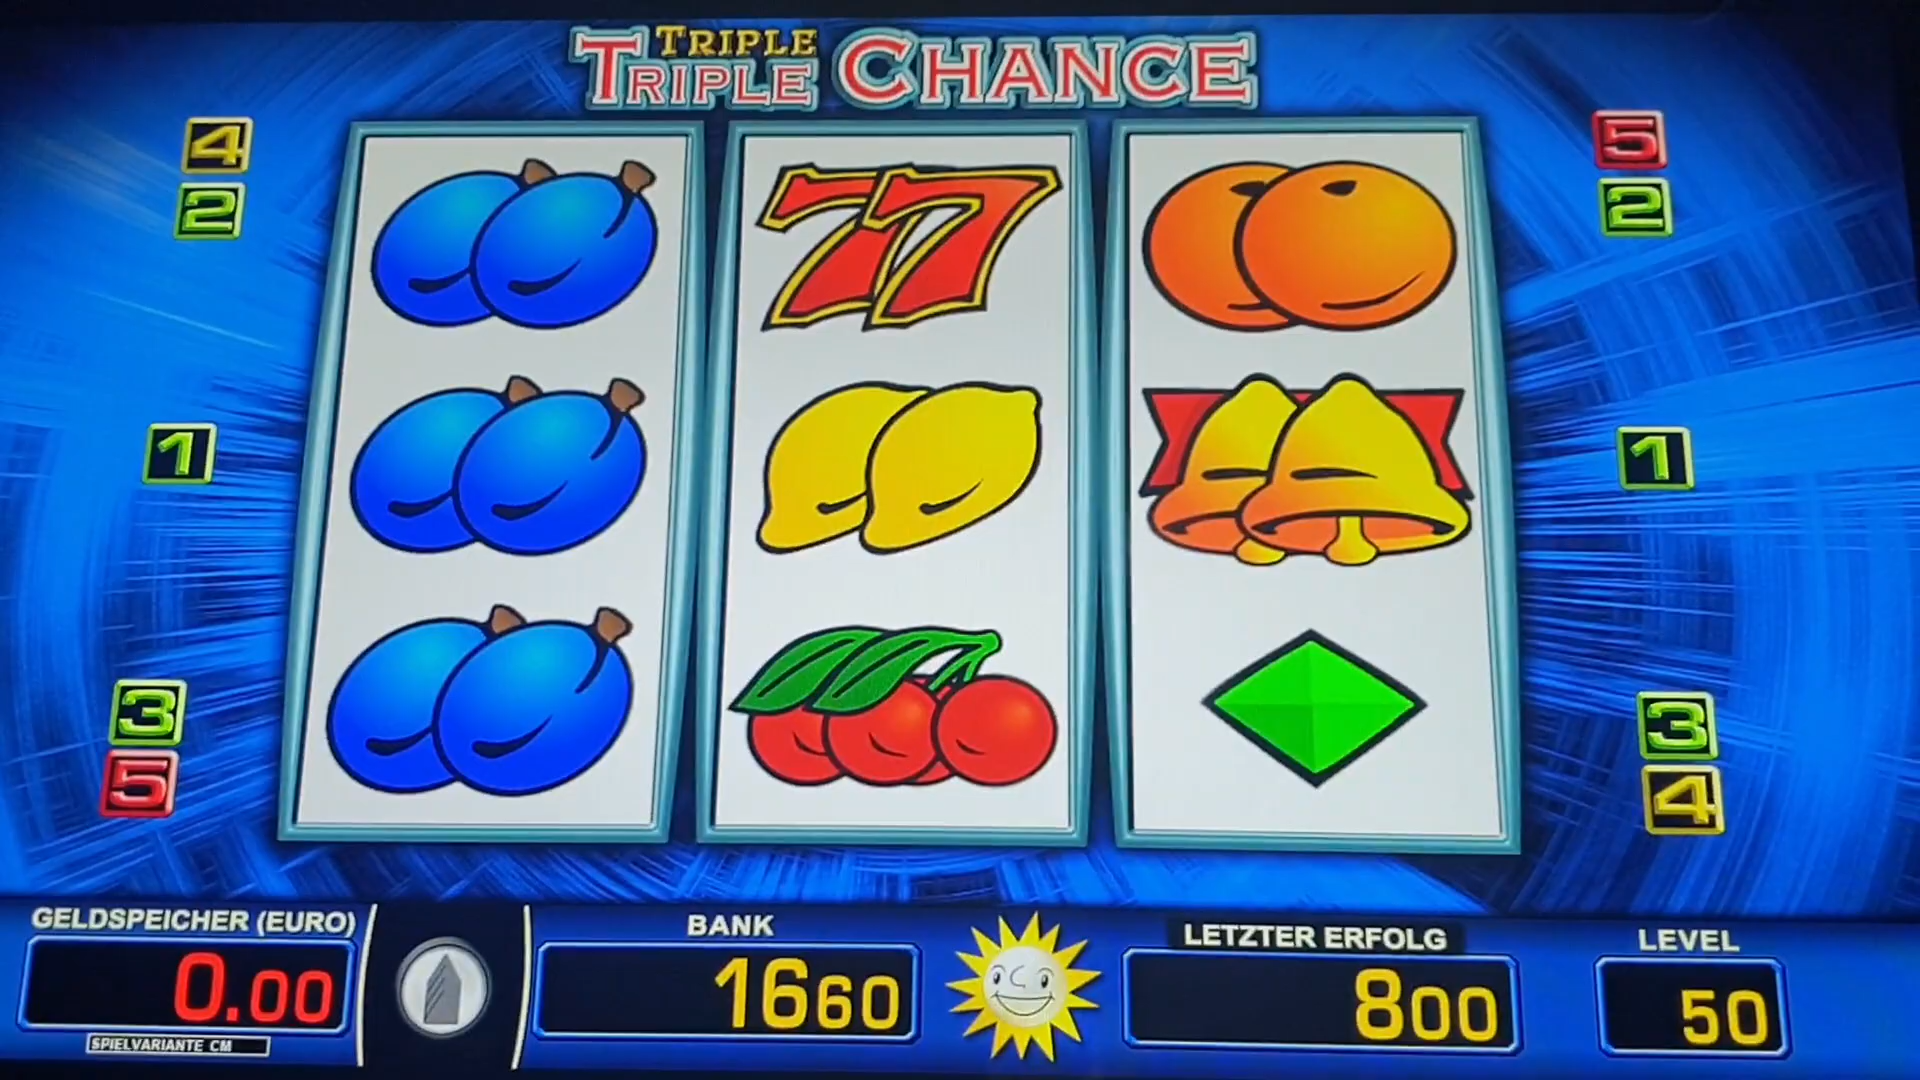 TRIPLE
TRIPLE CHANCE
4
5
2
2
77
1
1
3
3
5
4
GELDSPEICHER (EURO)
BANK
LETZTER ERFOLG
LEVEL
0.00
1660
800
50
SPIELVARIANTE CM